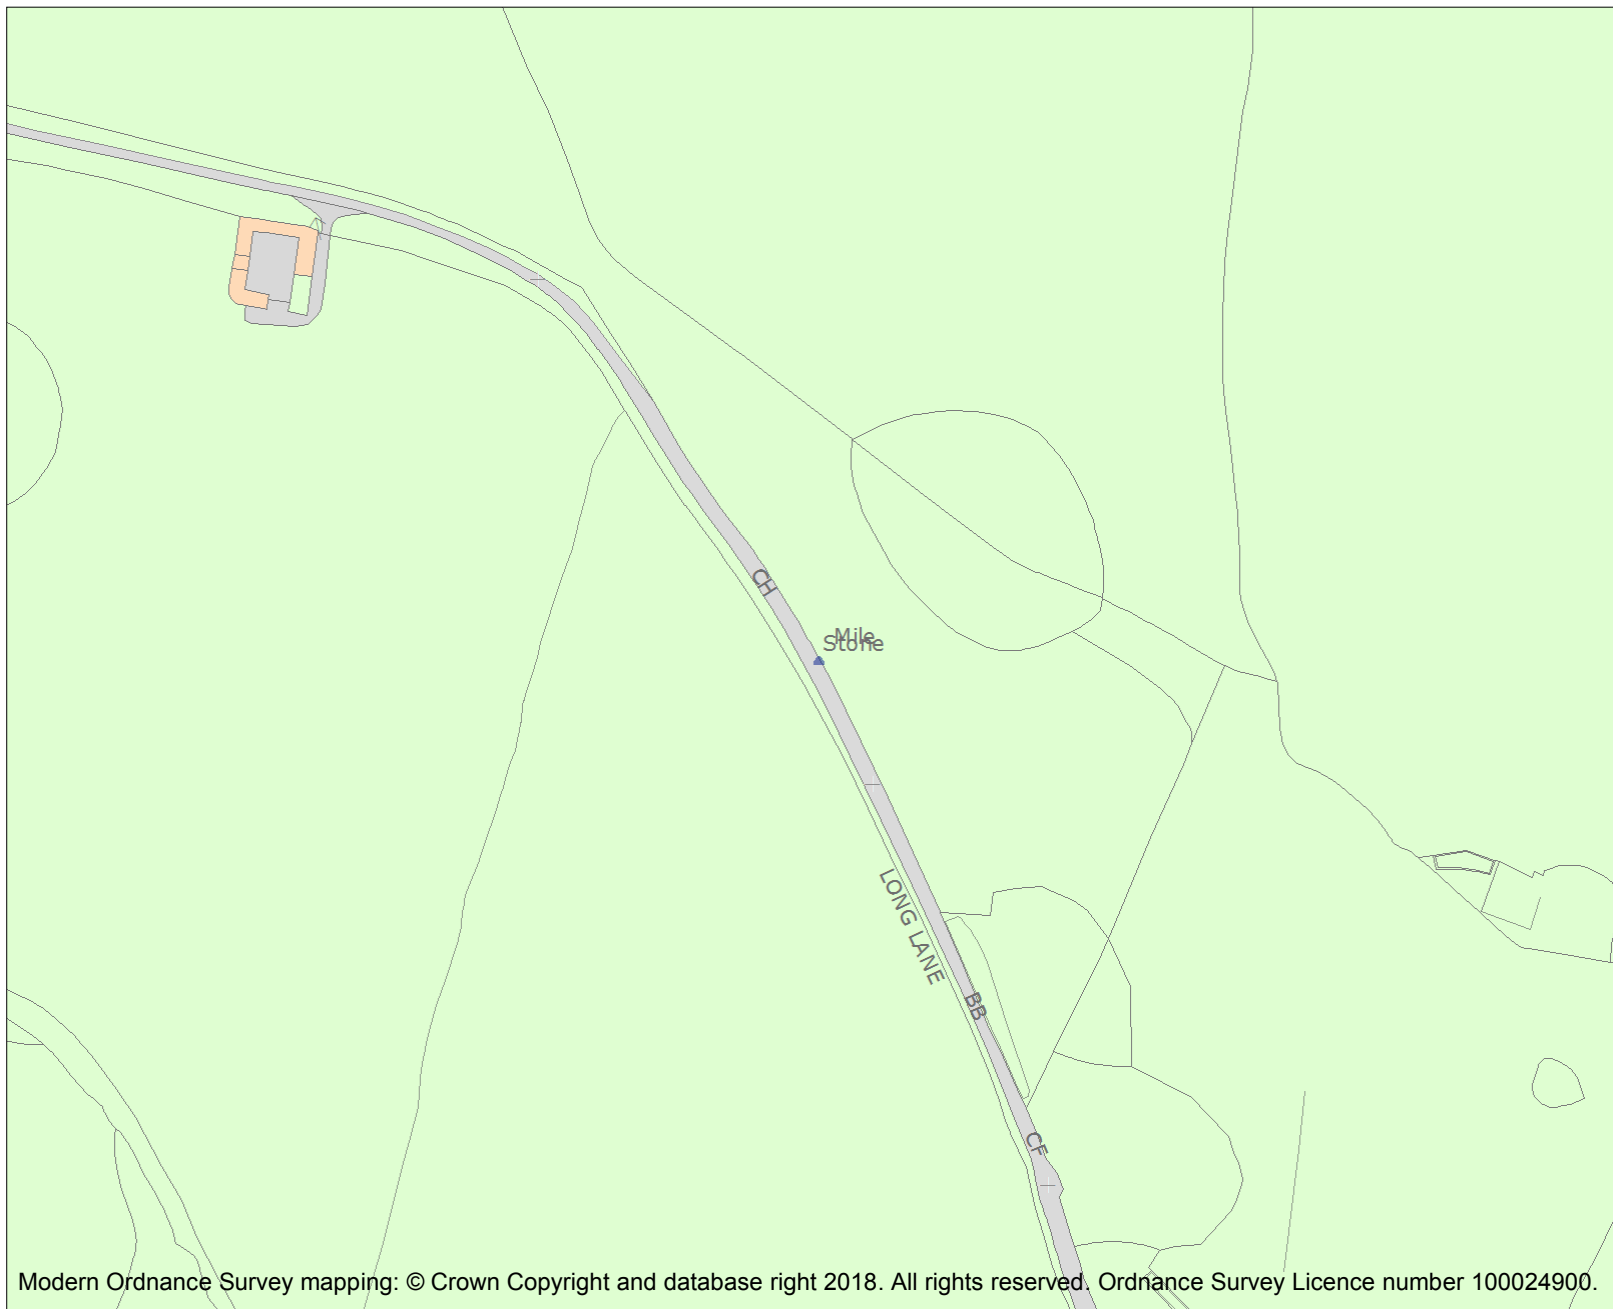 CH
Mile
Stone
LONG LANE
BB
CF
Modern Ordnance Survey mapping: © Crown Copyright and database right 2018. All rights reserved. Ordnance Survey Licence number 100024900.